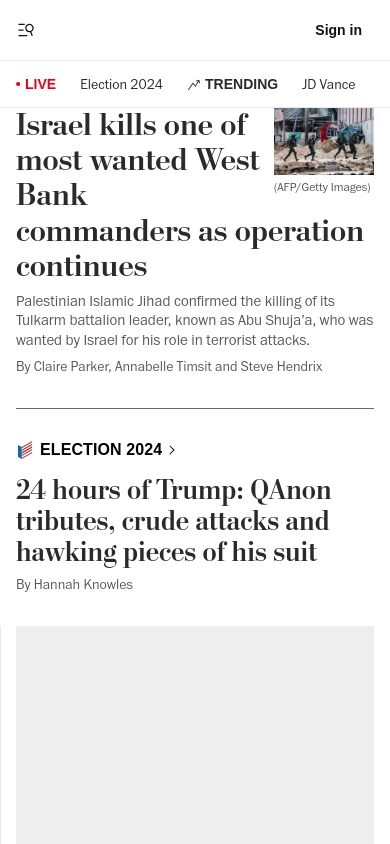 Sign in
LIVE
Election 2024
TRENDING
JD Vance
Israel kills one of
most wanted West
Bank
commanders as operation
continues
(AFP/Getty Images)
Palestinian Islamic Jihad confirmed the killing of its
Tulkarm battalion leader, known as Abu Shuja’a, who was
wanted by Israel for his role in terrorist attacks.
By Claire Parker, Annabelle Timsit and Steve Hendrix
ELECTION 2024
24 hours of Trump: QAnon
tributes, crude attacks and
hawking pieces of his suit
By Hannah Knowles